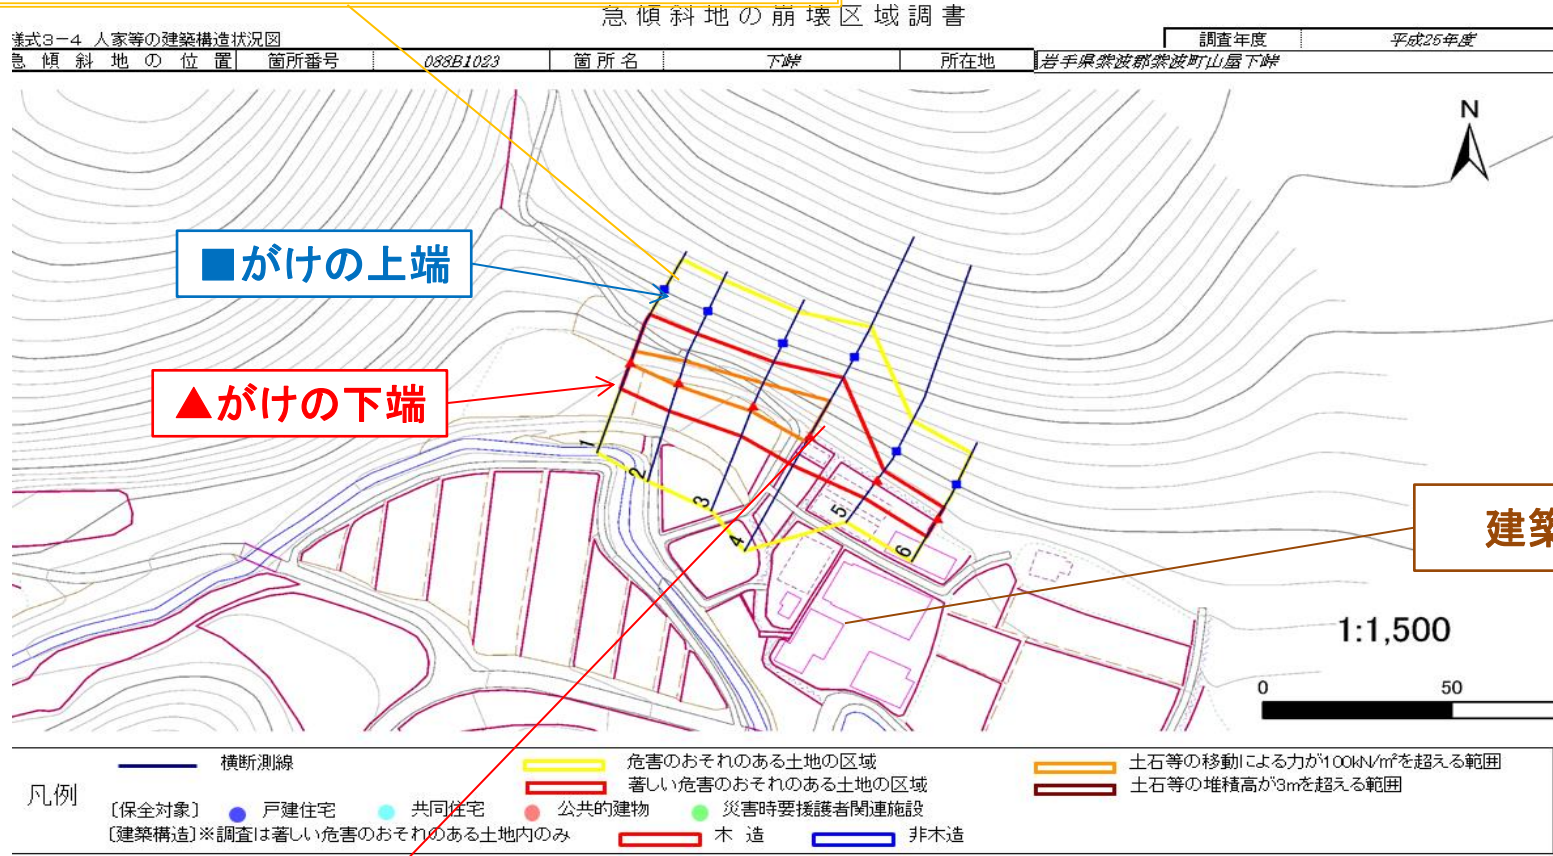 急傾斜地の崩壊区域調書
様式3-4 人家等の建築構造状況図
調査年度 平成25年度
急傾斜地の位置 箇所番号 088B1023 箇所名 下峠 所在地 岩手県紫波郡紫波町山屋下峠
N
■がけの上端
▲がけの下端
1
2
3
4
5
6
建築
1:1,500
0 50
凡例
横断測線
危害のおそれのある土地の区域
土石等の移動による力が100kN/㎡を超える範囲
著しい危害のおそれのある土地の区域
土石等の堆積高が3mを超える範囲
〔保全対象〕 戸建住宅 共同住宅 公共的建物 災害時要援護者関連施設
〔建築構造〕※調査は著しい危害のおそれのある土地内のみ 木造 非木造